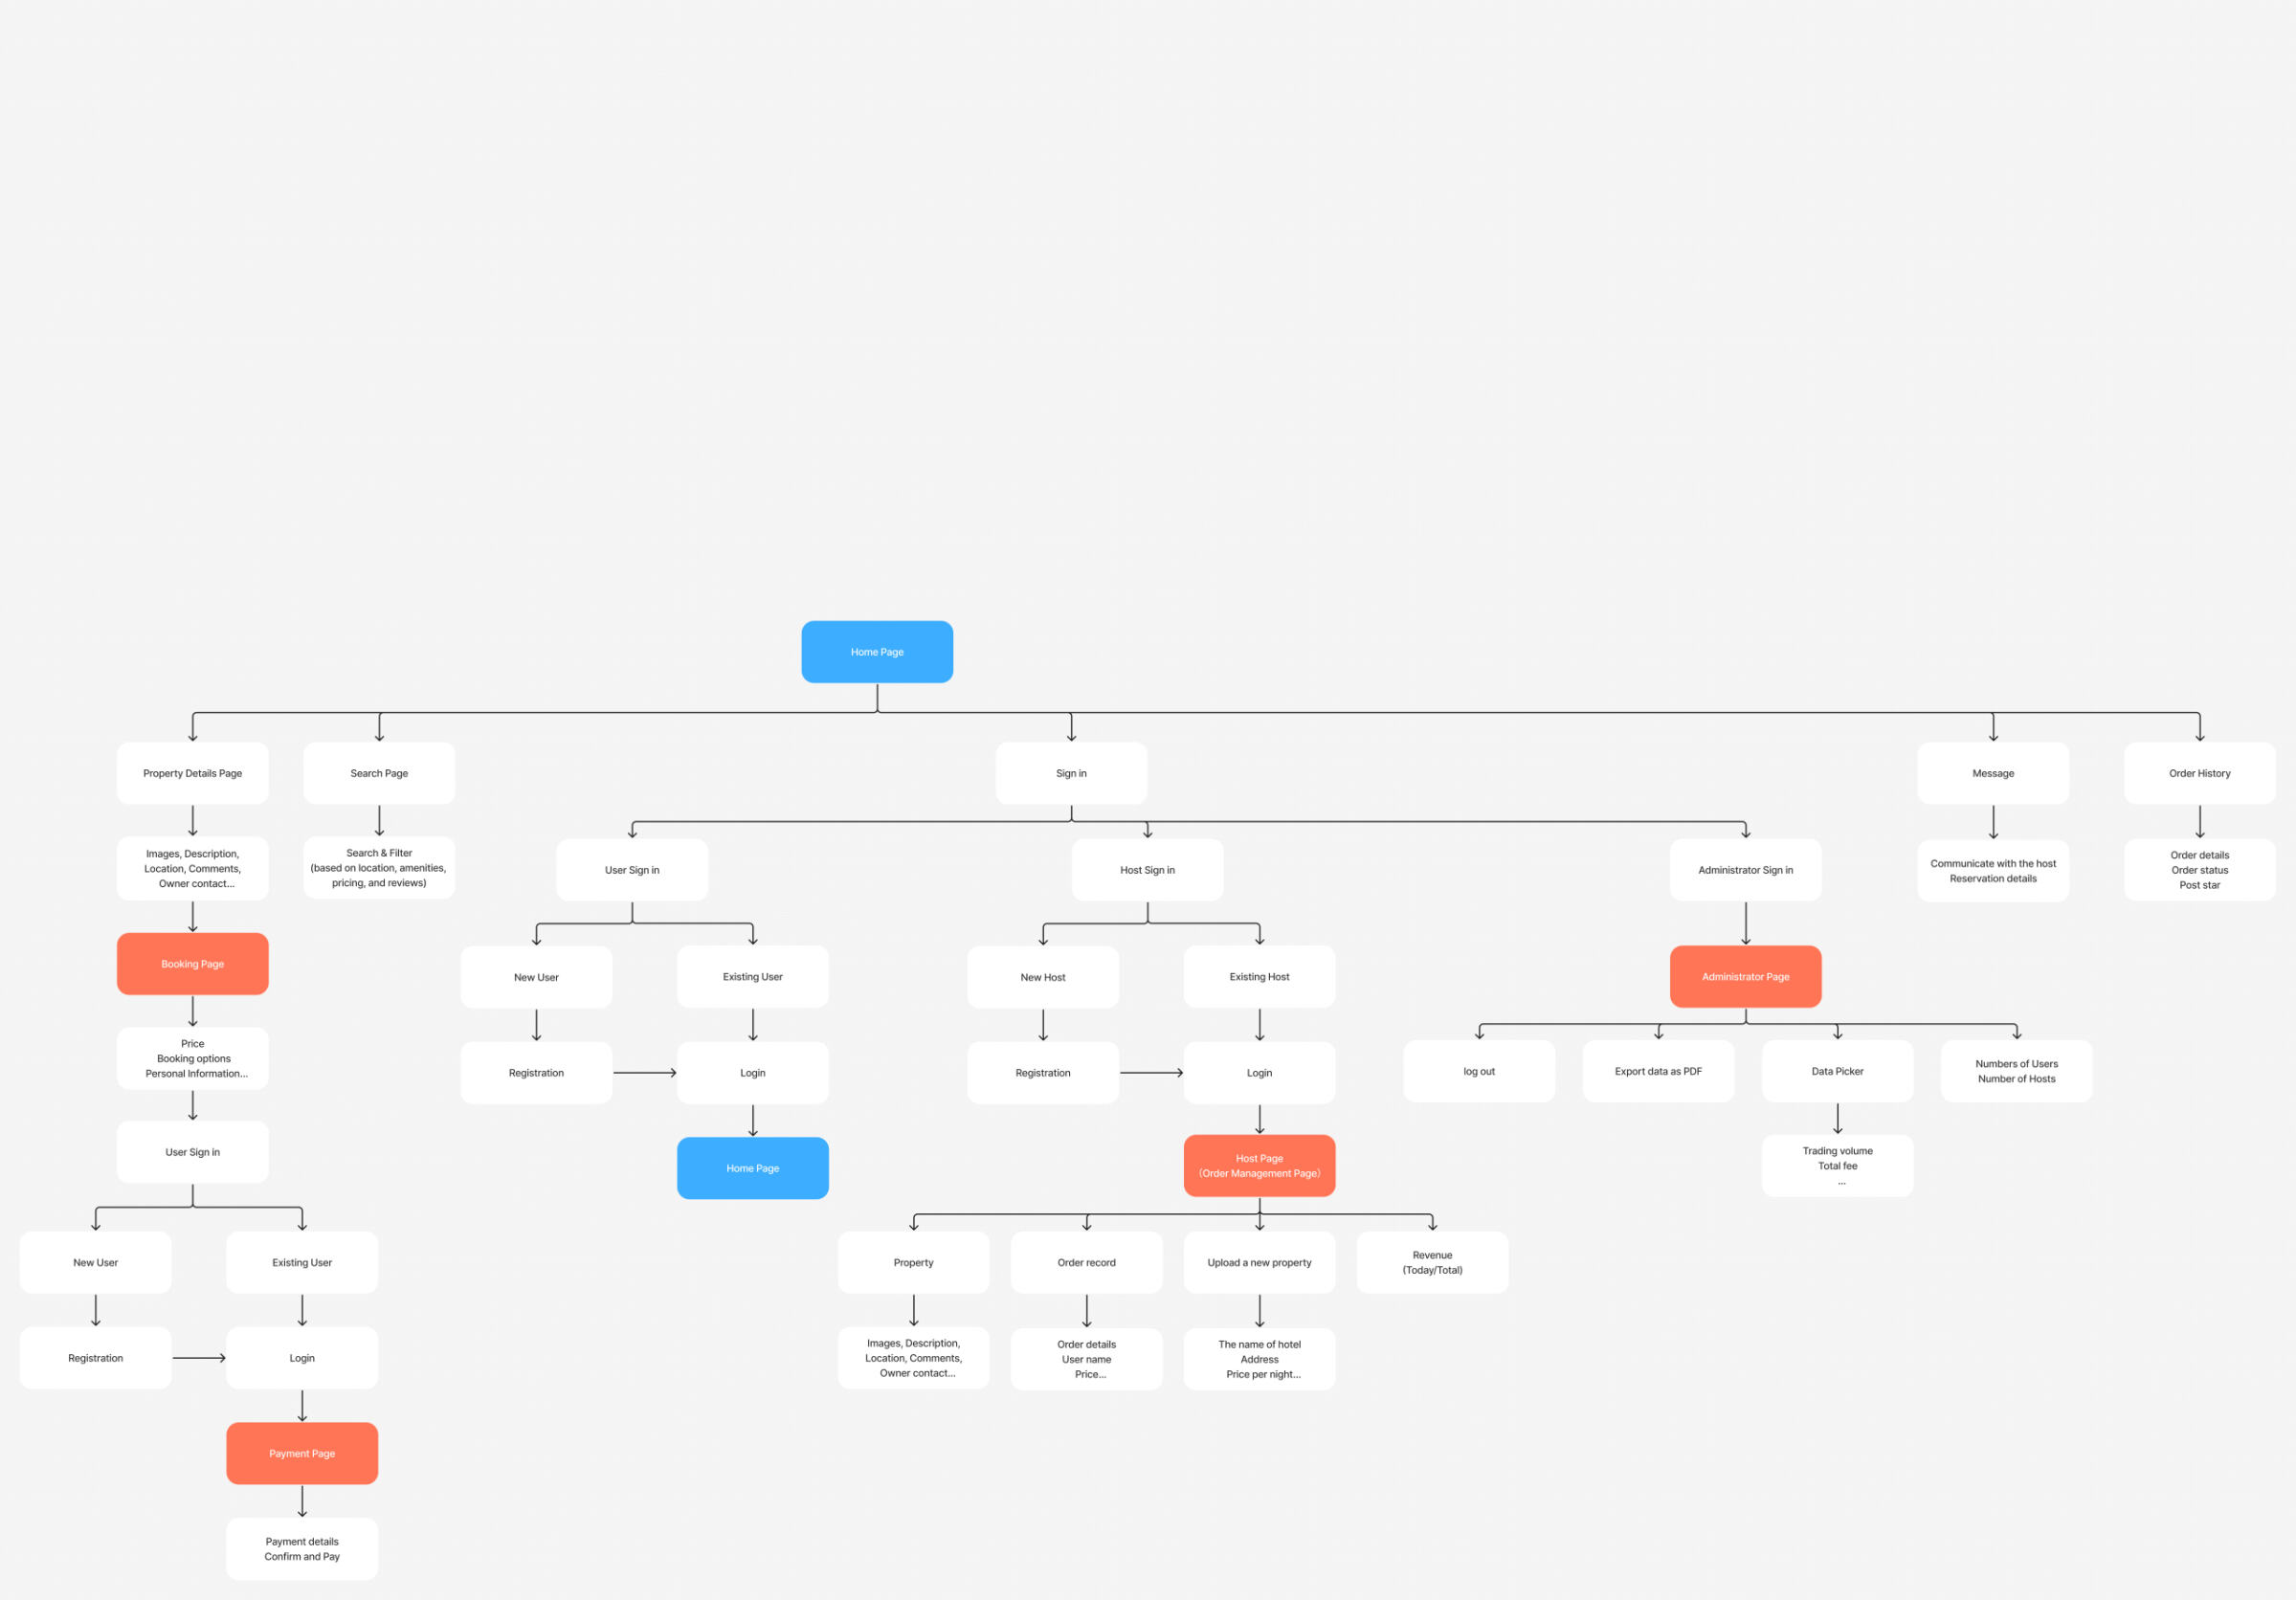 Home Page
Property Details Page
Search Page
Sign in
Message
Order History
Images, Description,
Location, Comments,
Owner contact...
Search & Filter
(based on location, amenities,
pricing, and reviews)
User Sign in
Host Sign in
Administrator Sign in
Communicate with the host
Reservation details
Order details
Order status
Post star
Booking Page
New User
Existing User
New Host
Existing Host
Administrator Page
Price
Booking options
Personal Information...
Registration
Login
Registration
Login
log out
Export data as PDF
Data Picker
Numbers of Users
Number of Hosts
User Sign in
Home Page
Host Page
(Order Management Page)
Trading volume
Total fee
...
New User
Existing User
Property
Order record
Upload a new property
Revenue
(Today/Total)
Registration
Login
Images, Description,
Location, Comments,
Owner contact...
Order details
User name
Price...
The name of hotel
Address
Price per night...
Payment Page
Payment details
Confirm and Pay